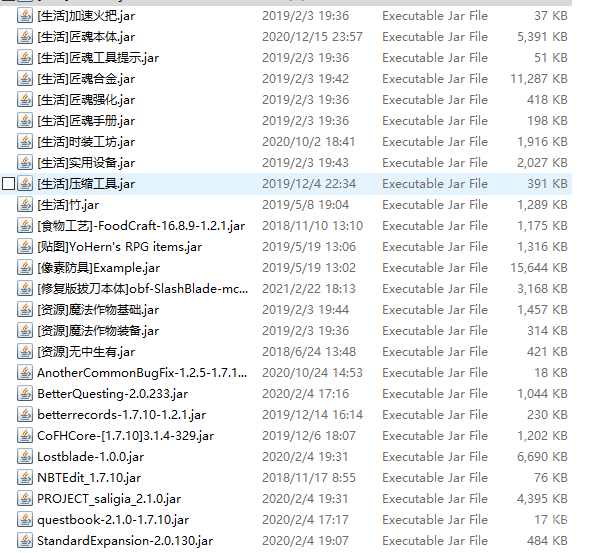 [生活]加速火把.jar 2019/2/3 19:36 Executable Jar File 37 KB
[生活]匠魂本体.jar 2020/12/15 23:57 Executable Jar File 5,391 KB
[生活]匠魂工具提示.jar 2019/2/3 19:36 Executable Jar File 51 KB
[生活]匠魂合金.jar 2019/2/3 19:42 Executable Jar File 11,287 KB
[生活]匠魂强化.jar 2019/2/3 19:36 Executable Jar File 418 KB
[生活]匠魂手册.jar 2019/2/3 19:36 Executable Jar File 198 KB
[生活]时装工坊.jar 2020/10/2 18:41 Executable Jar File 1,916 KB
[生活]实用设备.jar 2019/2/3 19:43 Executable Jar File 2,027 KB
[生活]压缩工具.jar 2019/12/4 22:34 Executable Jar File 391 KB
[生活]竹.jar 2019/5/8 19:04 Executable Jar File 1,289 KB
[食物工艺]-FoodCraft-16.8.9-1.2.1.jar 2018/11/10 13:10 Executable Jar File 1,175 KB
[贴图]YoHern's RPG items.jar 2019/5/19 13:06 Executable Jar File 1,316 KB
[像素防具]Example.jar 2019/5/19 13:02 Executable Jar File 15,644 KB
[修复版拔刀本体]obf-SlashBlade-mc... 2021/2/22 18:13 Executable Jar File 3,168 KB
[资源]魔法作物基础.jar 2019/2/3 19:44 Executable Jar File 1,457 KB
[资源]魔法作物装备.jar 2019/2/3 19:36 Executable Jar File 314 KB
[资源]无中生有.jar 2018/6/24 13:48 Executable Jar File 421 KB
AnotherCommonBugFix-1.2.5-1.7.1... 2020/10/24 14:53 Executable Jar File 18 KB
BetterQuesting-2.0.233.jar 2020/2/4 17:16 Executable Jar File 1,044 KB
betterrecords-1.7.10-1.2.1.jar 2019/12/14 16:14 Executable Jar File 230 KB
CoFHCore-[1.7.10]3.1.4-329.jar 2019/12/6 18:07 Executable Jar File 1,202 KB
Lostblade-1.0.0.jar 2020/2/4 19:31 Executable Jar File 6,690 KB
NBTEdit_1.7.10.jar 2018/11/17 8:55 Executable Jar File 76 KB
PROJECT_saligia_2.1.0.jar 2020/2/4 19:31 Executable Jar File 4,395 KB
questbook-2.1.0-1.7.10.jar 2020/2/4 17:17 Executable Jar File 17 KB
StandardExpansion-2.0.130.jar 2020/2/4 19:07 Executable Jar File 484 KB